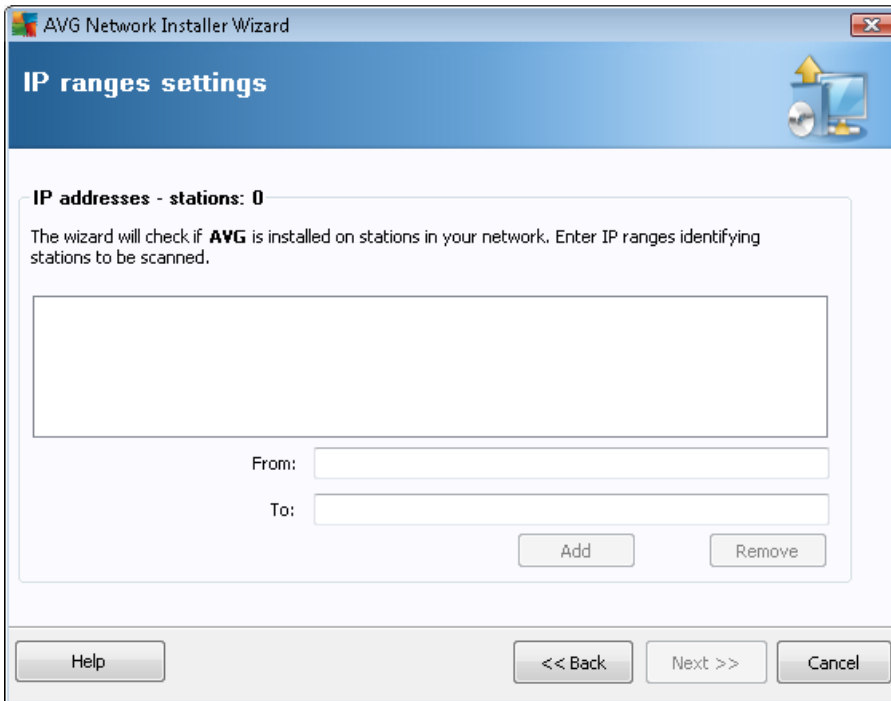 AVG Network Installer Wizard
IP ranges settings
IP addresses - stations: 0
The wizard will check if AVG is installed on stations in your network. Enter IP ranges identifying
stations to be scanned.
From:
To:
Add Remove
Help << Back Next >> Cancel